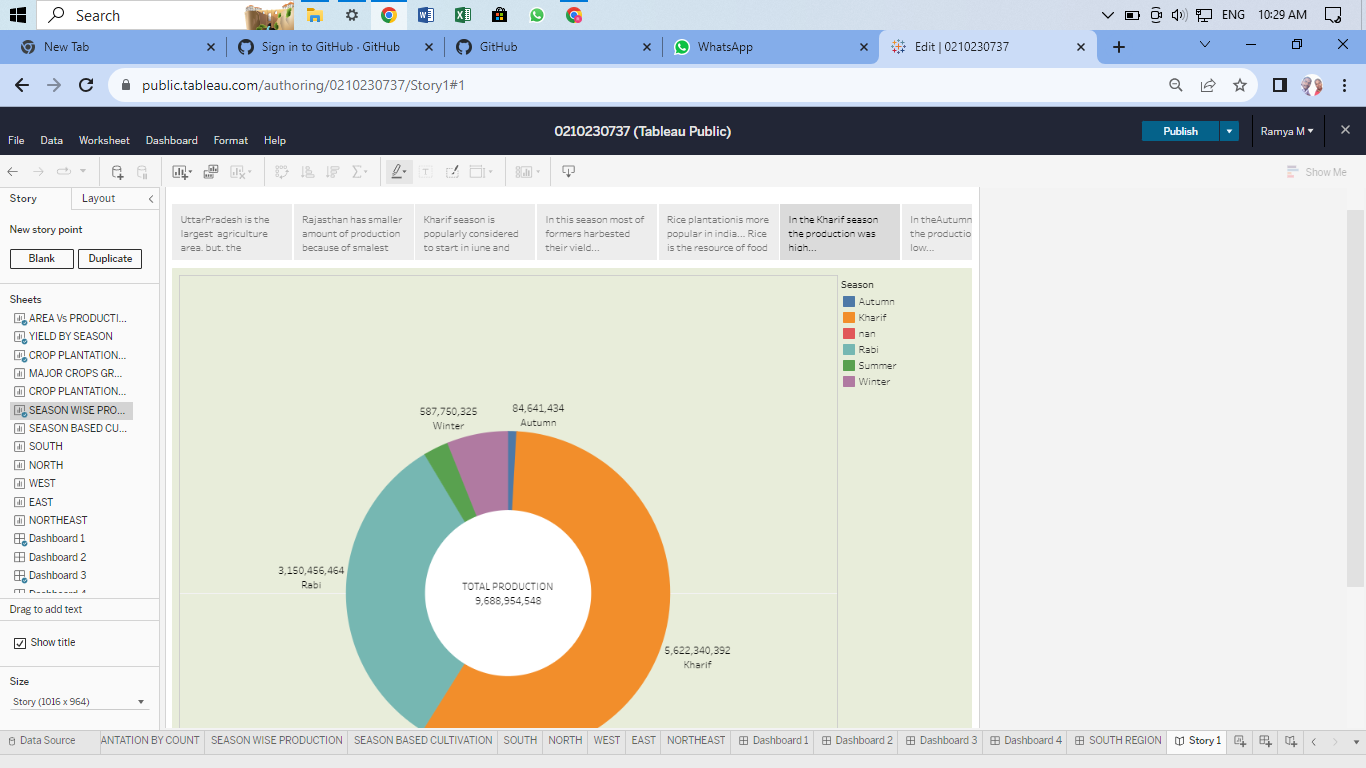 Search
ENG
10:29 AM
New Tab
Sign in to GitHub · GitHub
GitHub
WhatsApp
Edit | 0210230737
public.tableau.com/authoring/0210230737/Story1#1
0210230737 (Tableau Public)
File Data Worksheet Dashboard Format Help
Publish
Ramya M
Show Me
Story
Layout
New story point
Blank
Duplicate
Sheets
AREA Vs PRODUCTI...
YIELD BY SEASON
CROP PLANTATION...
MAJOR CROPS GR...
CROP PLANTATION...
SEASON WISE PRO...
SEASON BASED CU...
SOUTH
NORTH
WEST
EAST
NORTHEAST
Dashboard 1
Dashboard 2
Dashboard 3
Drag to add text
Show title
Size
Story (1016 x 964)
UttarPradesh is the
largest agriculture
area. but. the
Rajasthan has smaller
amount of production
because of smalest
Kharif season is
popularly considered
to start in june and
In this season most of
formers harbested
their yield...
Rice plantationis more
popular in india... Rice
is the resource of food
In the Kharif season
the production was
high...
In theAutumn
the productio
low...
Season
Autumn
Kharif
nan
Rabi
Summer
Winter
587,750,325
Winter
84,641,434
Autumn
3,150,456,464
Rabi
TOTAL PRODUCTION
9,688,954,548
5,622,340,392
Kharif
Data Source
ANTATION BY COUNT
SEASON WISE PRODUCTION
SEASON BASED CULTIVATION
SOUTH
NORTH
WEST
EAST
NORTHEAST
Dashboard 1
Dashboard 2
Dashboard 3
Dashboard 4
SOUTH REGION
Story 1